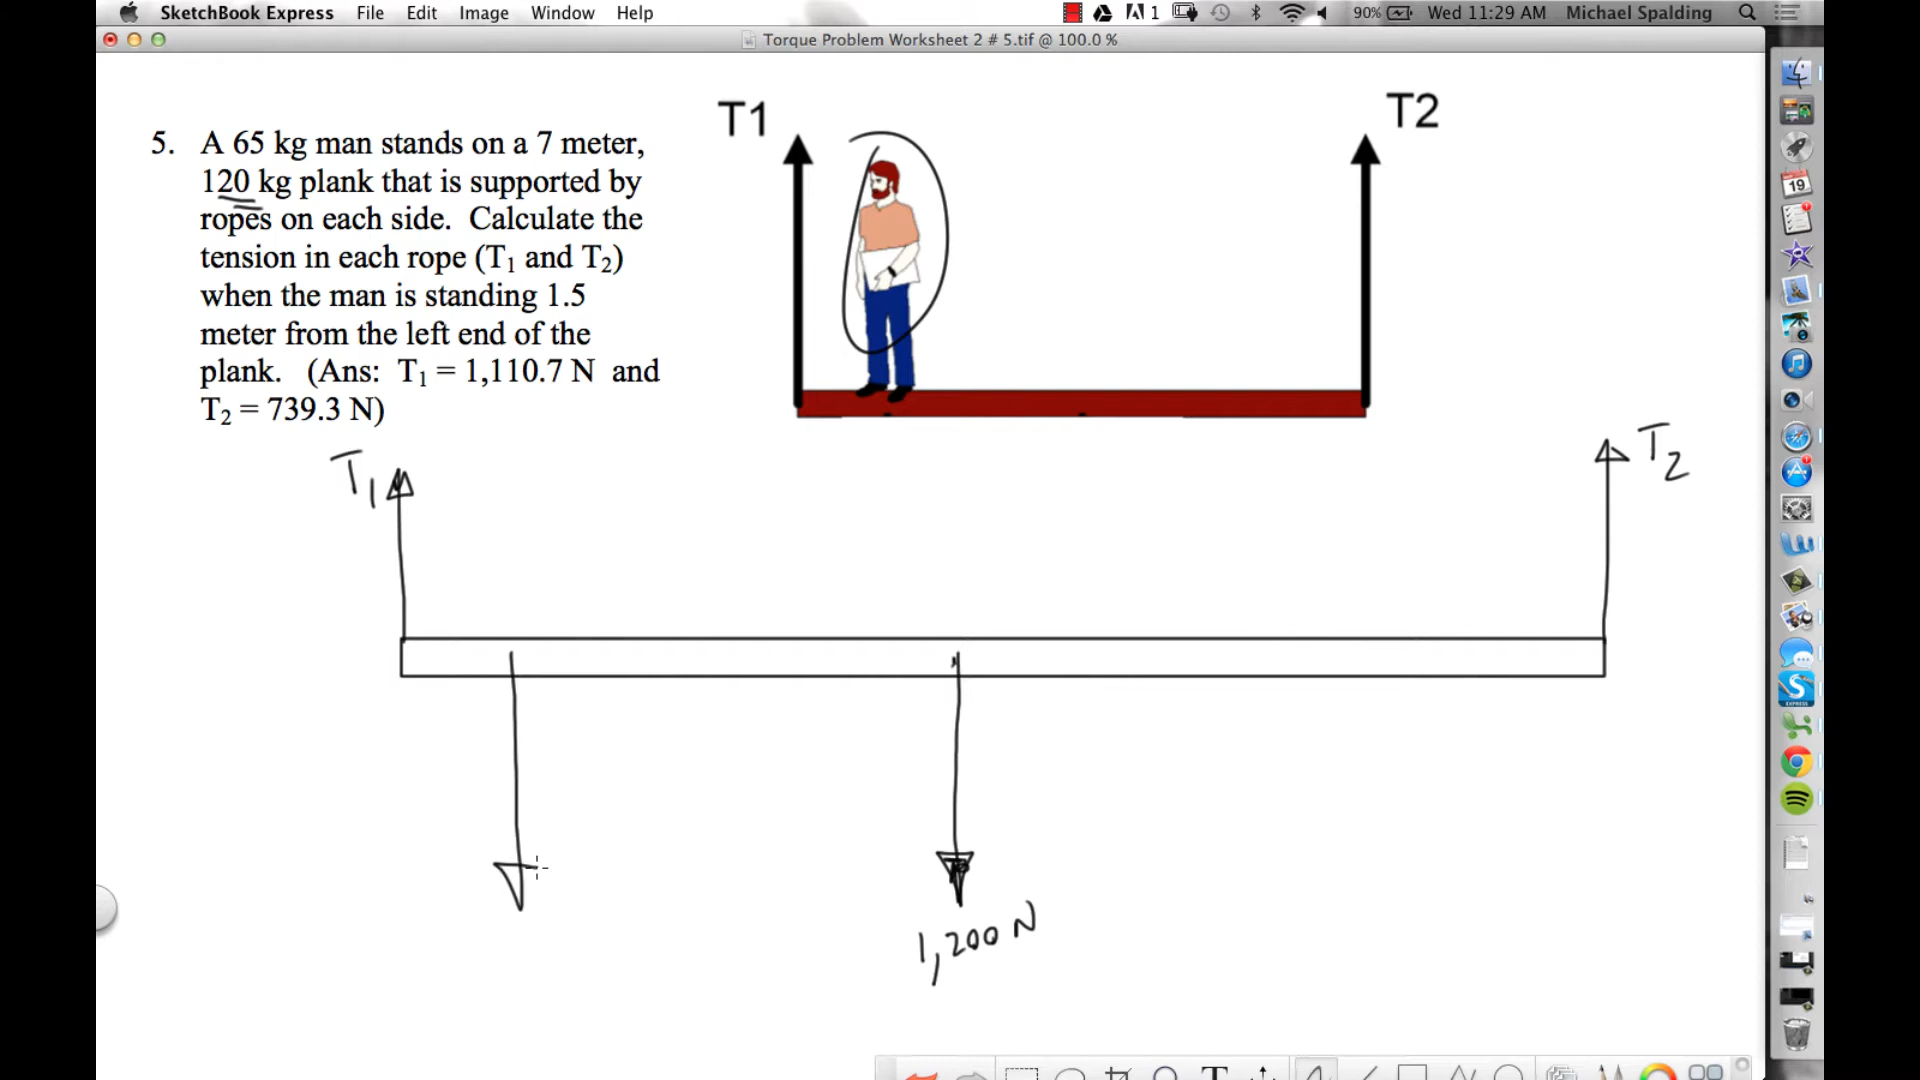 SketchBook Express File Edit Image Window Help 1 90% Wed 11:29 AM Michael Spalding
Torque Problem Worksheet 2 # 5.tif @ 100.0 %
T1
T2
5. A 65 kg man stands on a 7 meter,
120 kg plank that is supported by
ropes on each side. Calculate the
tension in each rope (T₁ and T₂)
when the man is standing 1.5
meter from the left end of the
plank. (Ans: T₁ = 1,110.7 N and
T₂ = 739.3 N)
T₁
T₂
1,200 N
19
S
EXPRESS
T